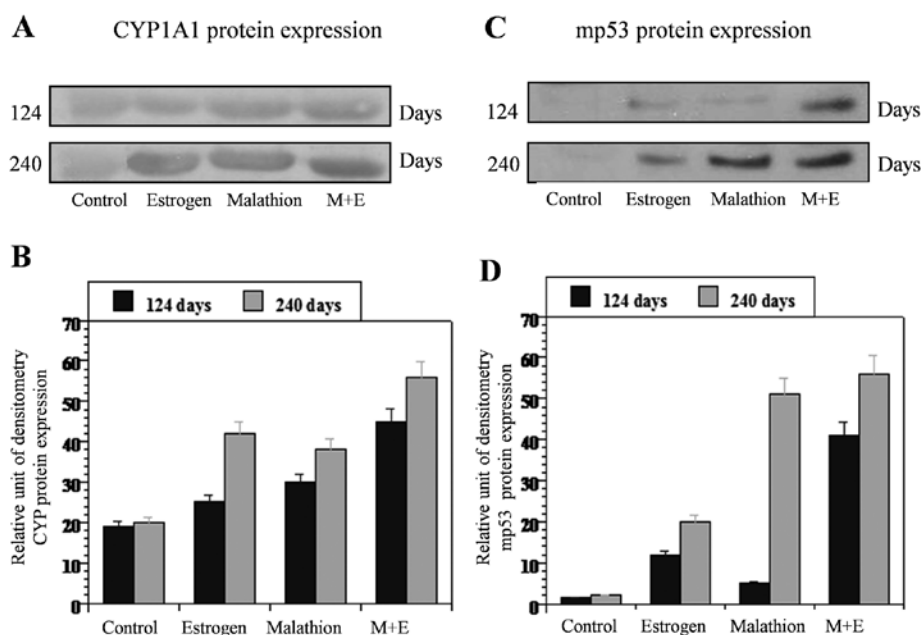 A
CYP1A1 protein expression
124
Days
240
Days
Control Estrogen Malathion M+E
B
124 days 240 days
Relative unit of densitometry
CYP protein expression
70
60
50
40
30
20
10
0
Control Estrogen Malathion M+E
C
mp53 protein expression
124
Days
240
Days
Control Estrogen Malathion M+E
D
124 days 240 days
Relative unit of densitometry
mp53 protein expression
70
60
50
40
30
20
10
0
Control Estrogen Malathion M+E